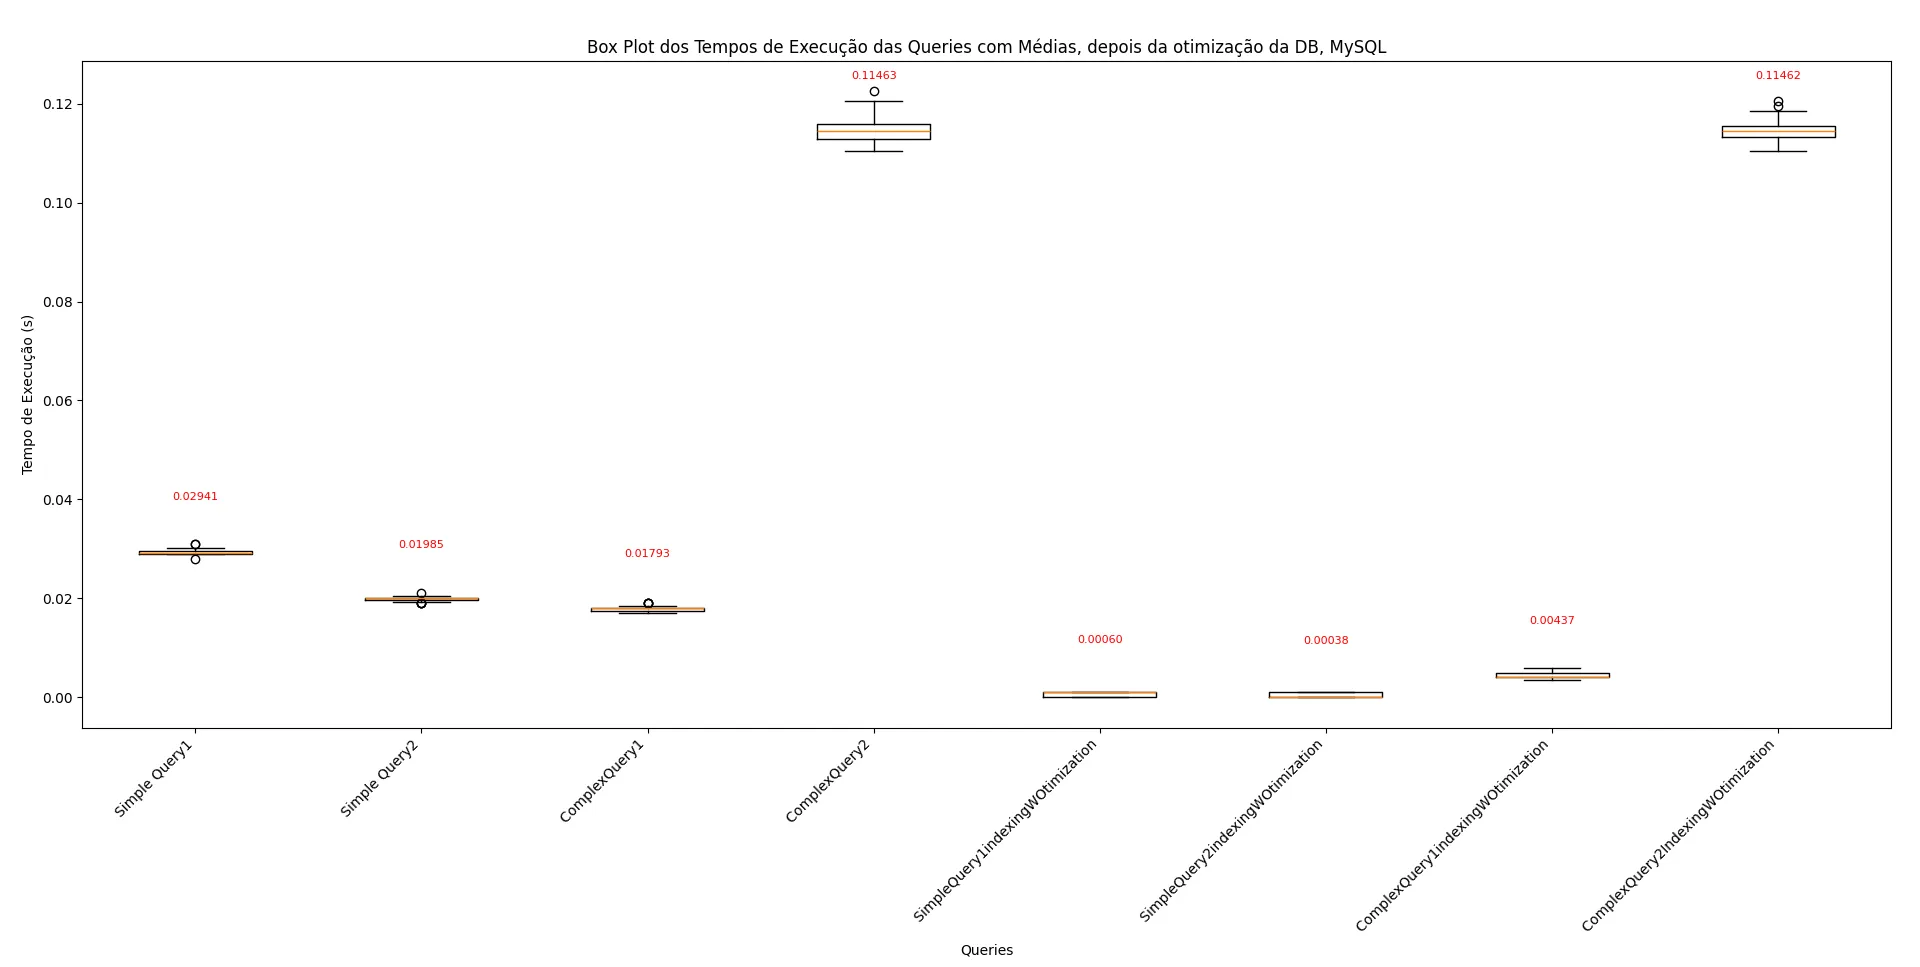 Box Plot dos Tempos de Execução das Queries com Médias, depois da otimização da DB, MySQL
Tempo de Execução (s)
0.12
0.10
0.08
0.06
0.04
0.02
0.00
0.02941
0.01985
0.01793
0.11463
0.00060
0.00038
0.00437
0.11462
Simple Query1
Simple Query2
ComplexQuery1
ComplexQuery2
SimpleQuery1indexingWOtimization
SimpleQuery2indexingWOtimization
ComplexQuery1indexingWOtimization
ComplexQuery2IndexingWOtimization
Queries